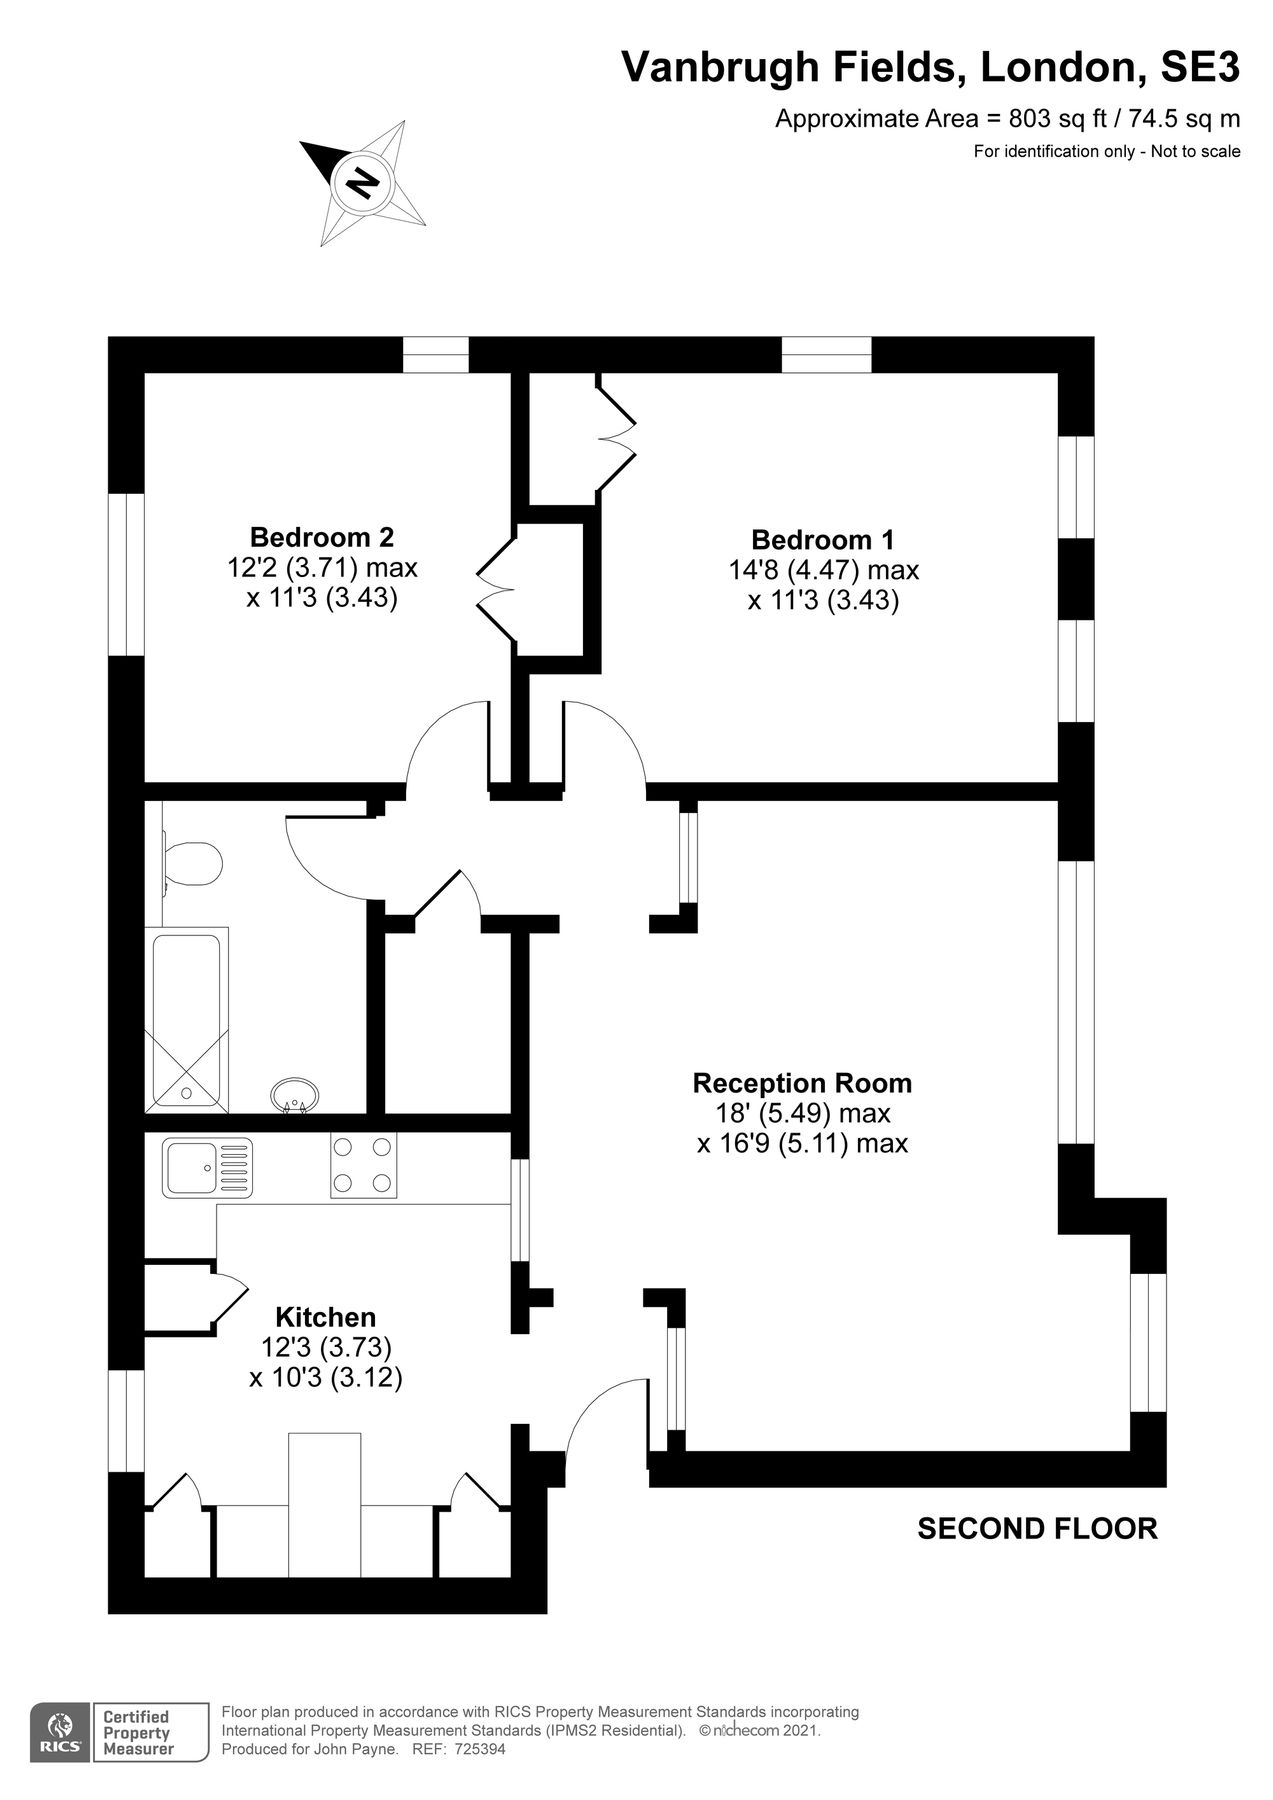 Vanbrugh Fields, London, SE3
Approximate Area = 803 sq ft / 74.5 sq m
For identification only - Not to scale
N
Bedroom 2
12'2 (3.71) max
x 11'3 (3.43)
Bedroom 1
14'8 (4.47) max
x 11'3 (3.43)
Reception Room
18' (5.49) max
x 16'9 (5.11) max
Kitchen
12'3 (3.73)
x 10'3 (3.12)
SECOND FLOOR
RICS
Certified
Property
Measurer
Floor plan produced in accordance with RICS Property Measurement Standards incorporating
International Property Measurement Standards (IPMS2 Residential). © nichecom 2021.
Produced for John Payne. REF: 725394